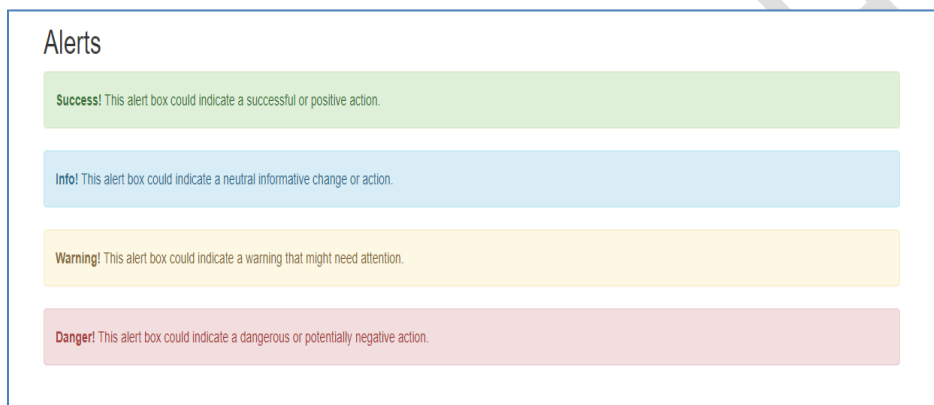 Alerts
Success! This alert box could indicate a successful or positive action.
Info! This alert box could indicate a neutral informative change or action.
Warning! This alert box could indicate a warning that might need attention.
Danger! This alert box could indicate a dangerous or potentially negative action.